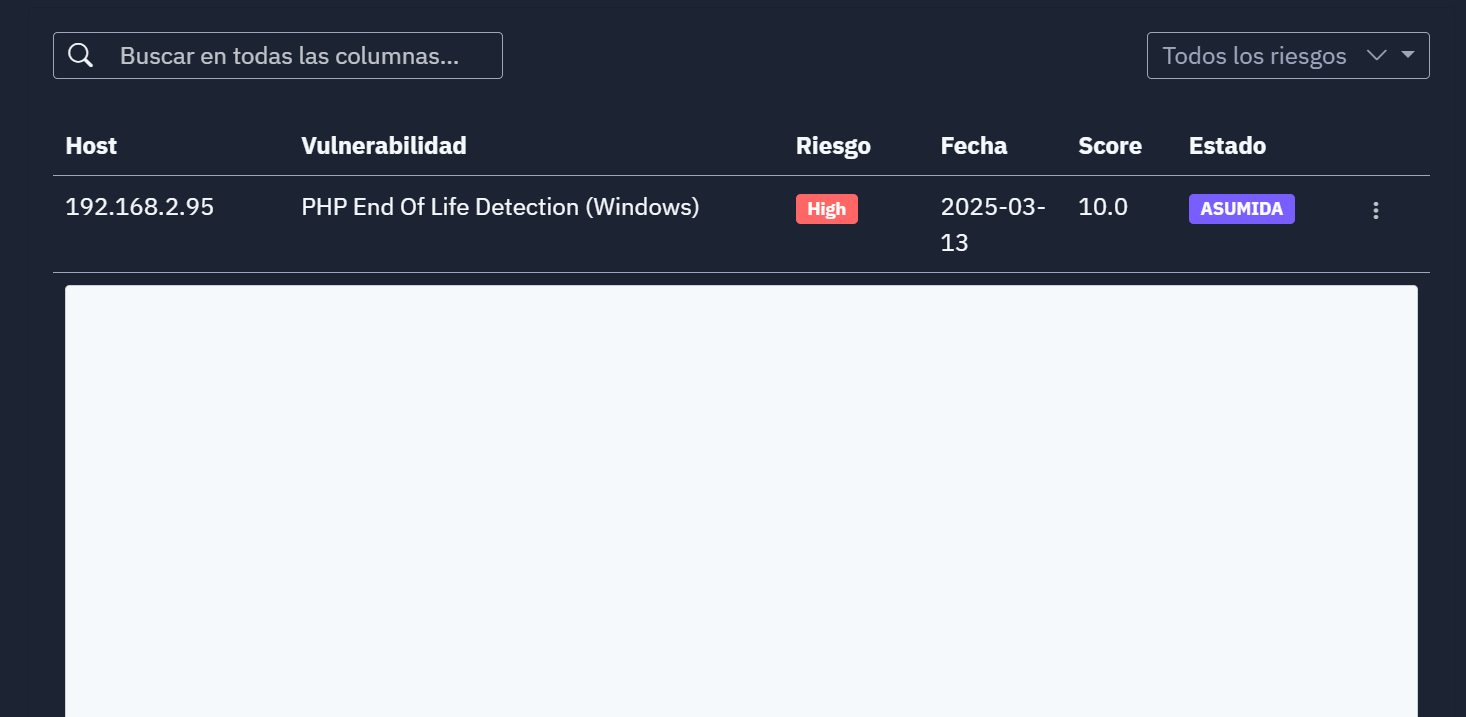 Buscar en todas las columnas...
Todos los riesgos
Host Vulnerabilidad Riesgo Fecha Score Estado
192.168.2.95 PHP End Of Life Detection (Windows) High 2025-03-13 10.0 ASUMIDA